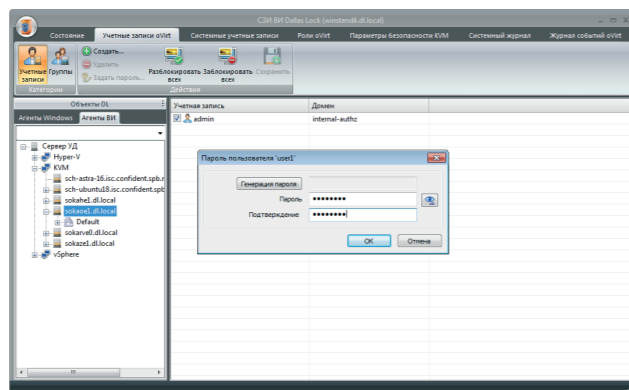 СЗИ ВИ Dallas Lock (winstend4.dl.local)
Состояние Учетные записи oVirt Системные учетные записи Роли oVirt Параметры безопасности KVM Системный журнал Журнал событий oVirt
Учетные записи
Группы
Создать...
Удалить
Задать пароль...
Разблокировать всех
Заблокировать всех
Сохранить
Категории
Действия
Объекты DL
Агенты Windows Агенты ВИ
Учетная запись Домен
admin internal-authz
Сервер УД
Hyper-V
KVM
sch-astra-16.isc.confident.spb.r
sch-ubuntu18.isc.confident.spb
sokahe1.dl.local
sokaoe1.dl.local
Default
sokarve0.dl.local
sokaze1.dl.local
vSphere
Пароль пользователя 'user1'
Генерация пароля
Пароль
Подтверждение
OK Отмена